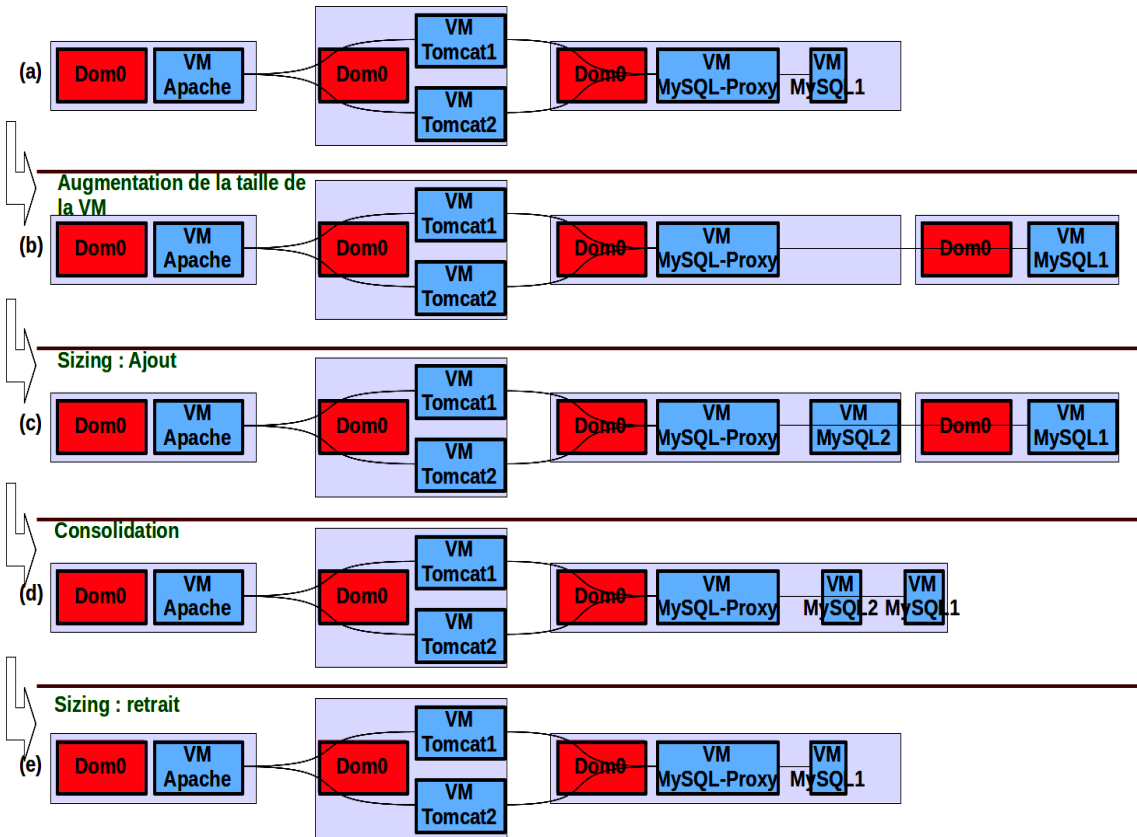 VM
Tomcat1
(a)
Dom0
VM
Apache
Dom0
Dom0
VM
MySQL-Proxy
VM
MySQL1
VM
Tomcat2
Augmentation de la taille de
la VM
VM
Tomcat1
(b)
Dom0
VM
Apache
Dom0
Dom0
VM
MySQL-Proxy
Dom0
VM
MySQL1
VM
Tomcat2
Sizing : Ajout
VM
Tomcat1
(c)
Dom0
VM
Apache
Dom0
Dom0
VM
MySQL-Proxy
VM
MySQL2
Dom0
VM
MySQL1
VM
Tomcat2
Consolidation
VM
Tomcat1
(d)
Dom0
VM
Apache
Dom0
Dom0
VM
MySQL-Proxy
VM
MySQL2
VM
MySQL1
VM
Tomcat2
Sizing : retrait
VM
Tomcat1
(e)
Dom0
VM
Apache
Dom0
Dom0
VM
MySQL-Proxy
VM
MySQL1
VM
Tomcat2